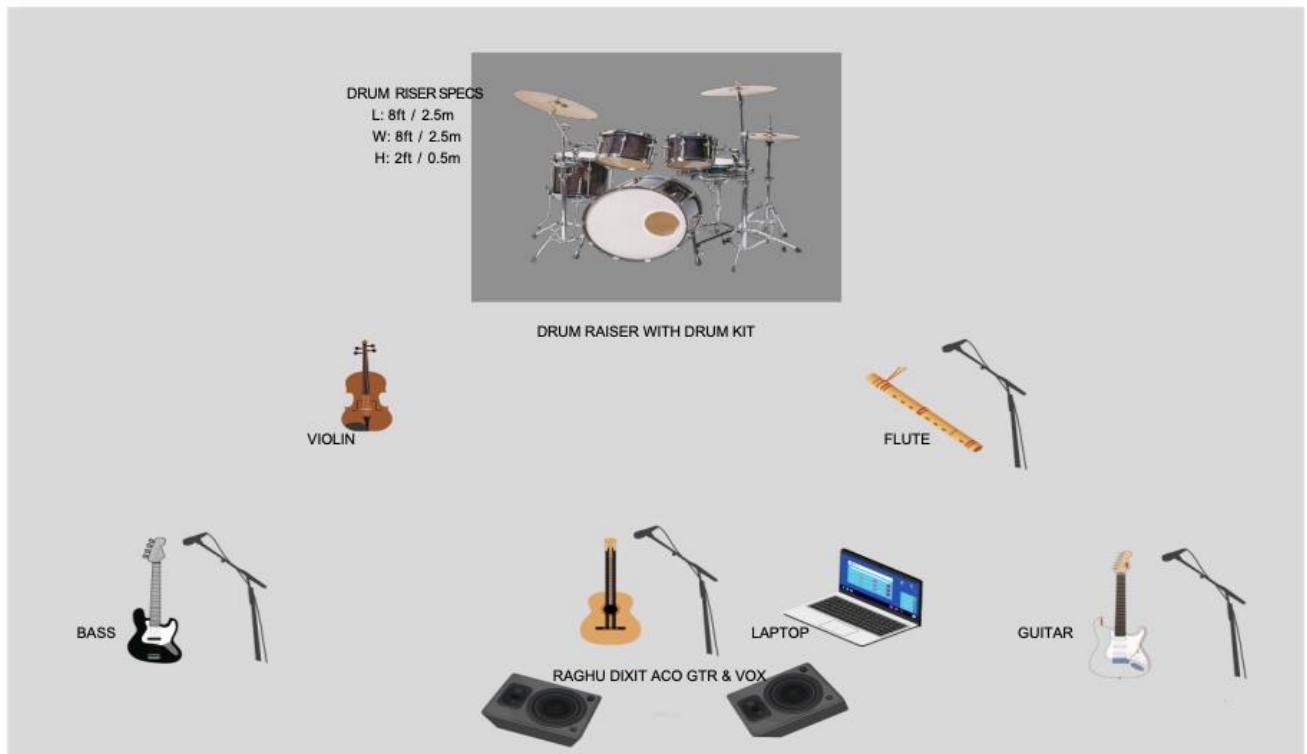 DRUM RISER SPECS
L: 8ft / 2.5m
W: 8ft / 2.5m
H: 2ft / 0.5m
DRUM RAISER WITH DRUM KIT
VIOLIN
FLUTE
BASS
LAPTOP
GUITAR
RAGHU DIXIT ACO GTR & VOX